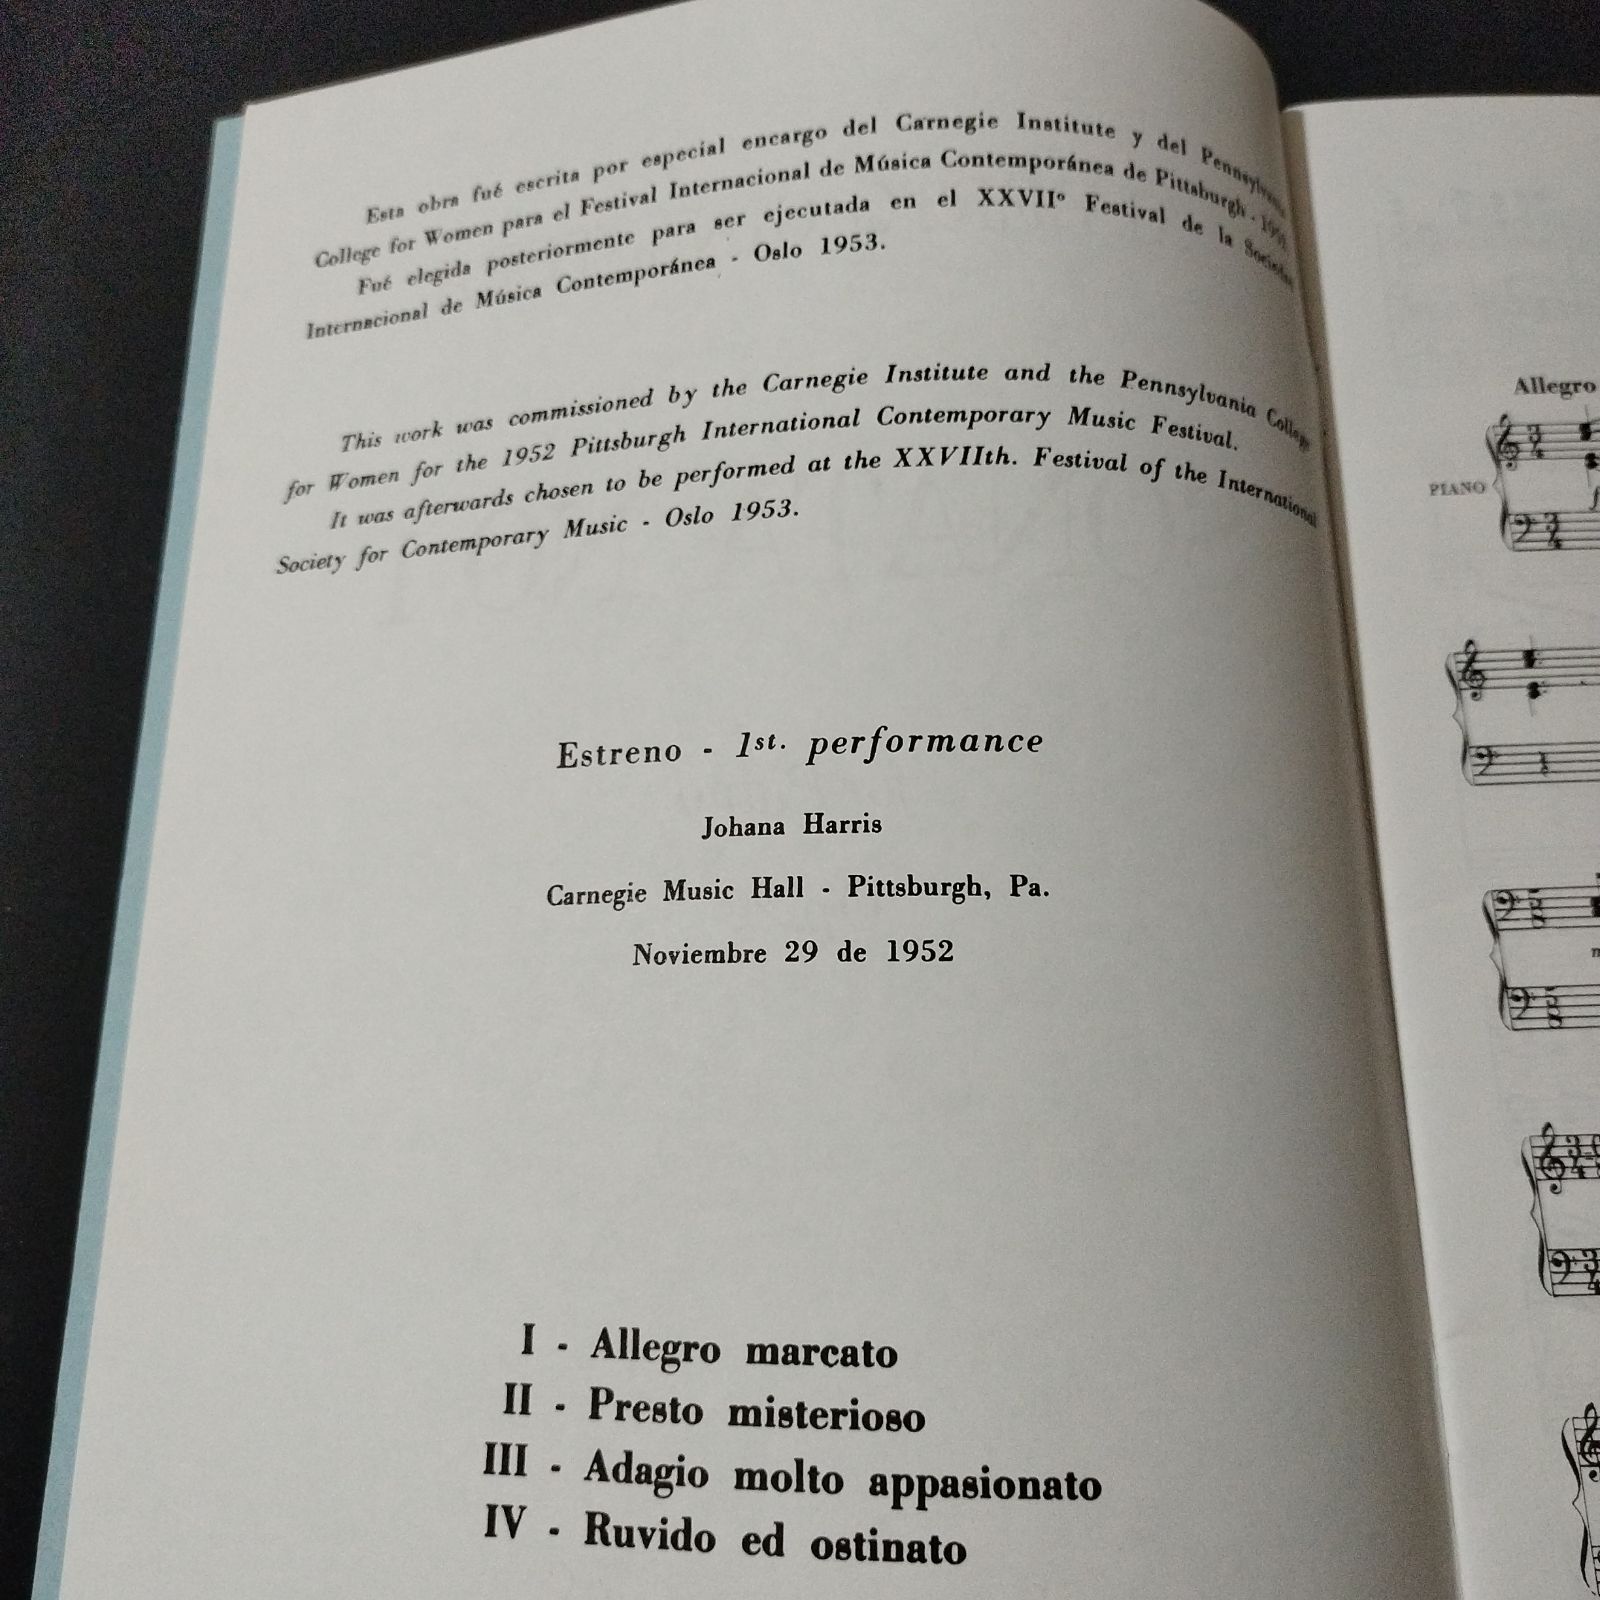 Esta obra fué escrita por especial encargo del Carnegie Institute y del Pennsylvania
College for Women para el Festival Internacional de Música Contemporánea de Pittsburgh -
Fué elegida posteriormente para ser ejecutada en el XXVIIº Festival de la Sociedad
Internacional de Música Contemporánea - Oslo 1953.
This work was commissioned by the Carnegie Institute and the Pennsylvania College
for Women for the 1952 Pittsburgh International Contemporary Music Festival.
It was afterwards chosen to be performed at the XXVIIth. Festival of the International
Society for Contemporary Music - Oslo 1953.
Estreno - 1st. performance
Johana Harris
Carnegie Music Hall - Pittsburgh, Pa.
Noviembre 29 de 1952
I - Allegro marcato
II - Presto misterioso
III - Adagio molto appasionato
IV - Ruvido ed ostinato
Allegro
PIANO